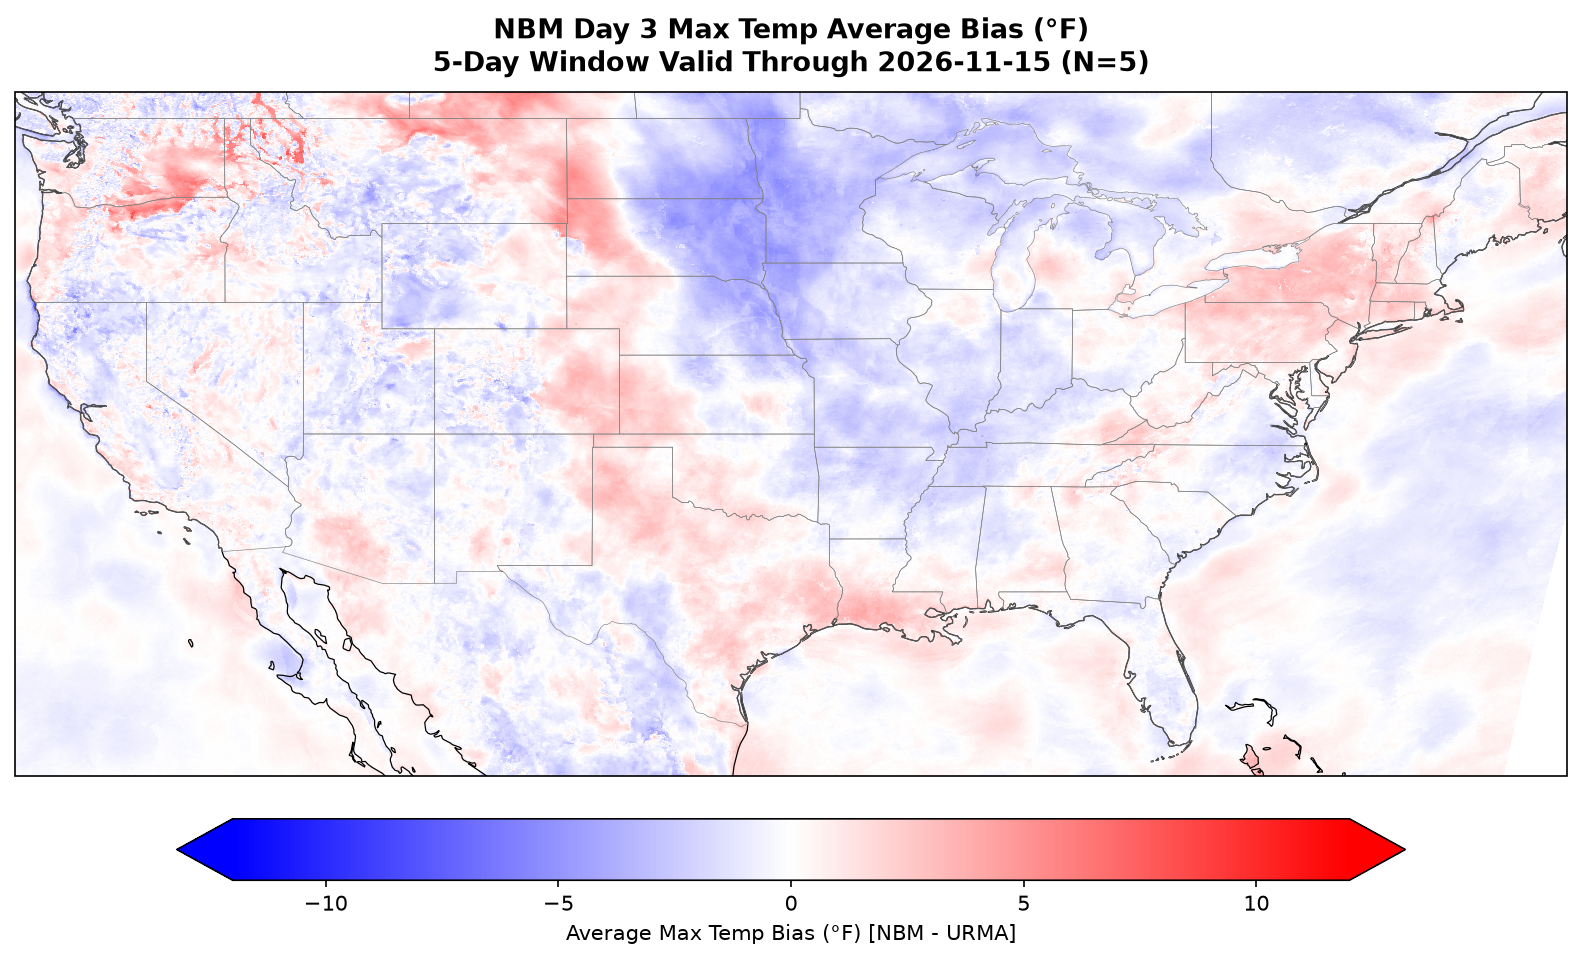 NBM Day 3 Max Temp Average Bias (°F)
5-Day Window Valid Through 2026-11-15 (N=5)
−10 −5 0 5 10
Average Max Temp Bias (°F) [NBM - URMA]